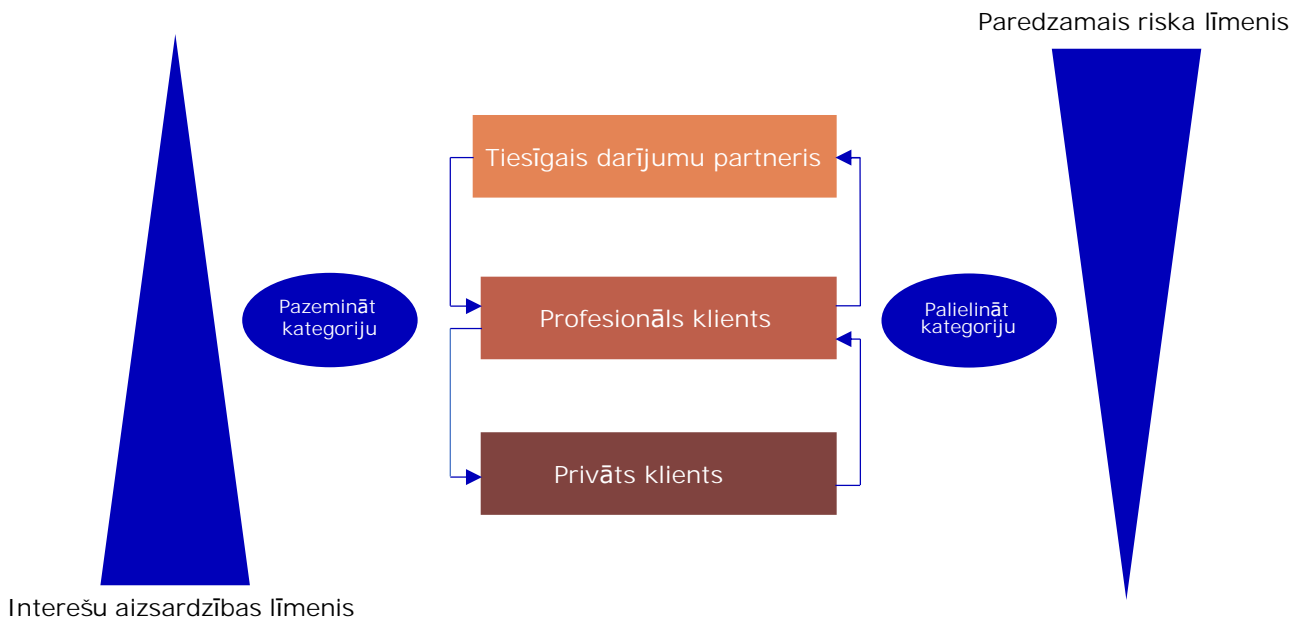 Paredzamais riska līmenis
Tiesīgais darījumu partneris
Pazemināt
kategoriju
Profesionāls klients
Palielināt
kategoriju
Privāts klients
Interešu aizsardzības līmenis